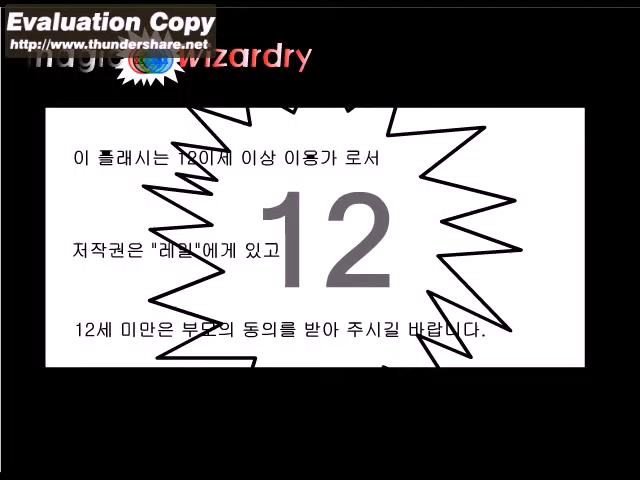 Evaluation Copy
http://www.thundershare.net
magic wizardry
이 플래시는 12이세 이상 이용가 로서
12
저작권은 "레일"에게 있고
12세 미만은 부모의 동의를 받아 주시길 바랍니다.